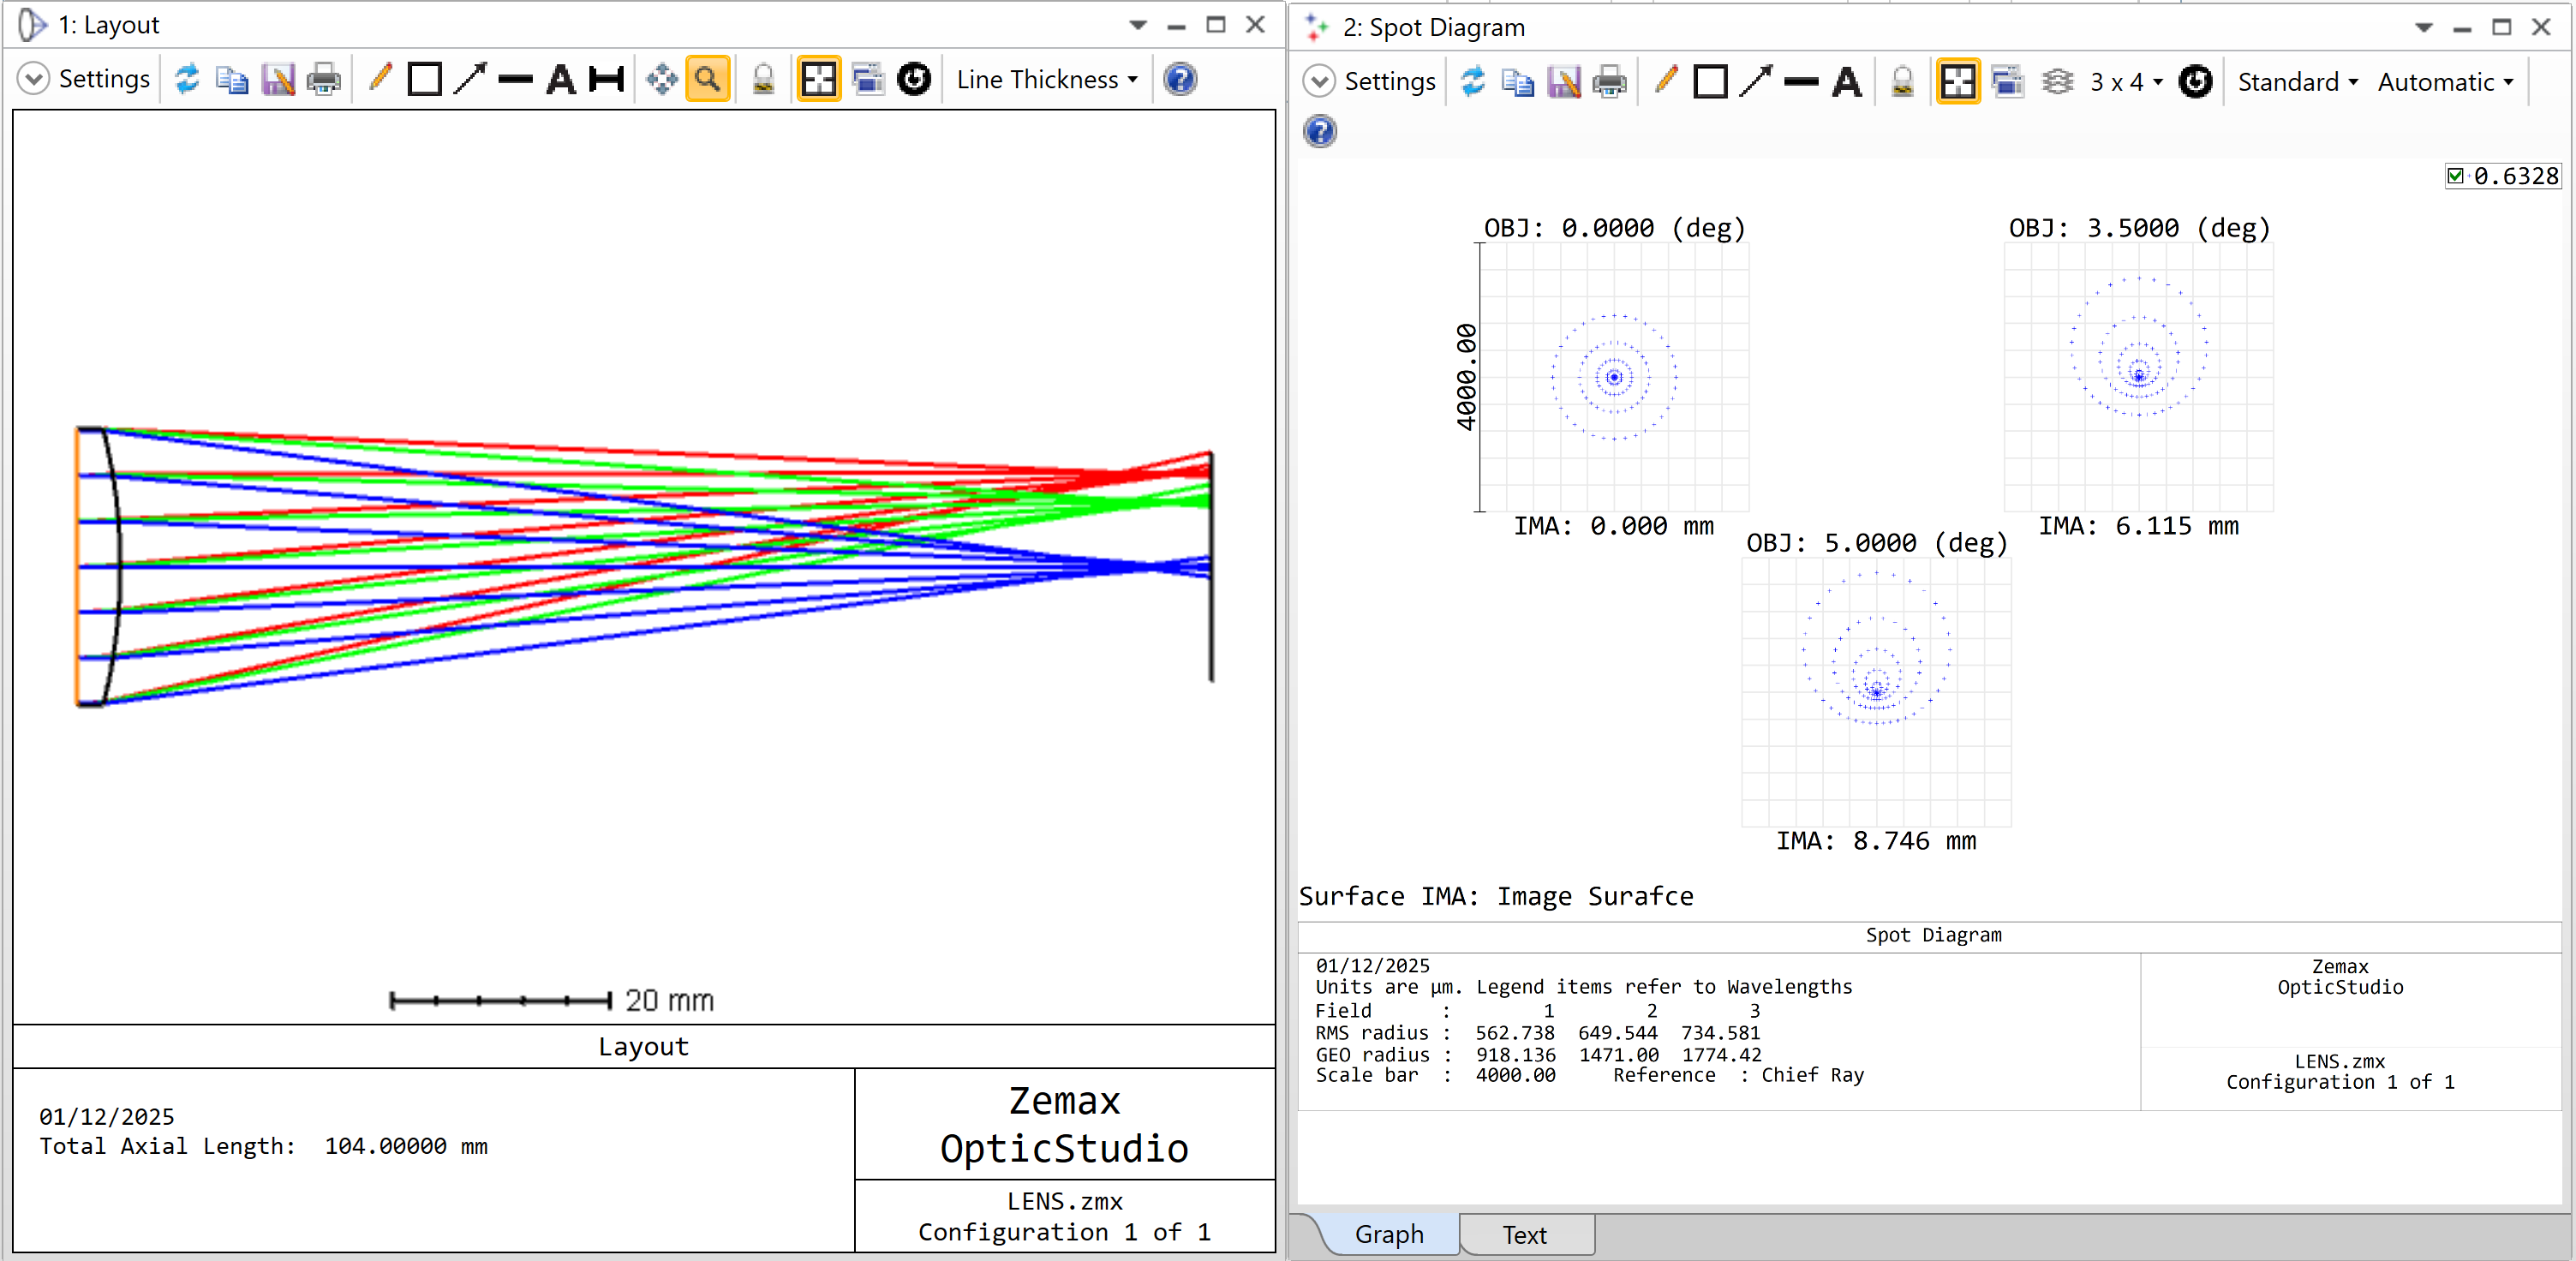 1: Layout
Settings
Line Thickness
20 mm
Layout
01/12/2025
Total Axial Length:  104.00000 mm
Zemax
OpticStudio
LENS.zmx
Configuration 1 of 1
2: Spot Diagram
Settings
3 x 4
Standard
Automatic
0.6328
OBJ: 0.0000 (deg)
OBJ: 3.5000 (deg)
4000.00
IMA: 0.000 mm
IMA: 6.115 mm
OBJ: 5.0000 (deg)
IMA: 8.746 mm
Surface IMA: Image Surafce
Spot Diagram
01/12/2025
Units are µm. Legend items refer to Wavelengths
Field      :        1        2        3
RMS radius :  562.738  649.544  734.581
GEO radius :  918.136  1471.00  1774.42
Scale bar  :  4000.00     Reference  : Chief Ray
Zemax
OpticStudio
LENS.zmx
Configuration 1 of 1
Graph
Text